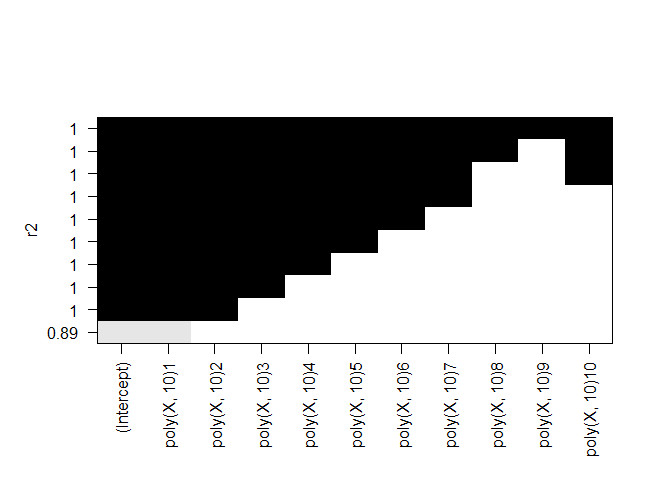 r2
1
1
1
1
1
1
1
1
1
0.89
(Intercept)
poly(X, 10)1
poly(X, 10)2
poly(X, 10)3
poly(X, 10)4
poly(X, 10)5
poly(X, 10)6
poly(X, 10)7
poly(X, 10)8
poly(X, 10)9
poly(X, 10)10